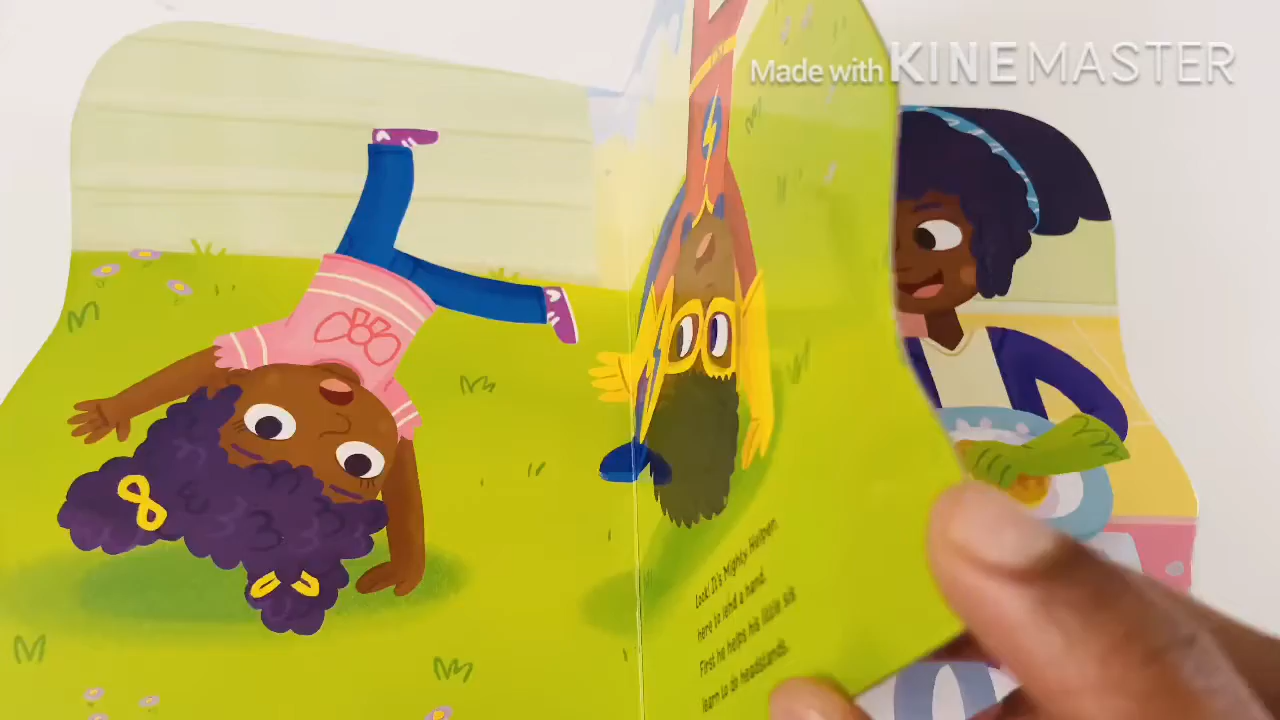 Made with KINEMASTER
Look! It's Mighty Helper
here to lend a hand.
First he helps his little sis
learn to do headstands.